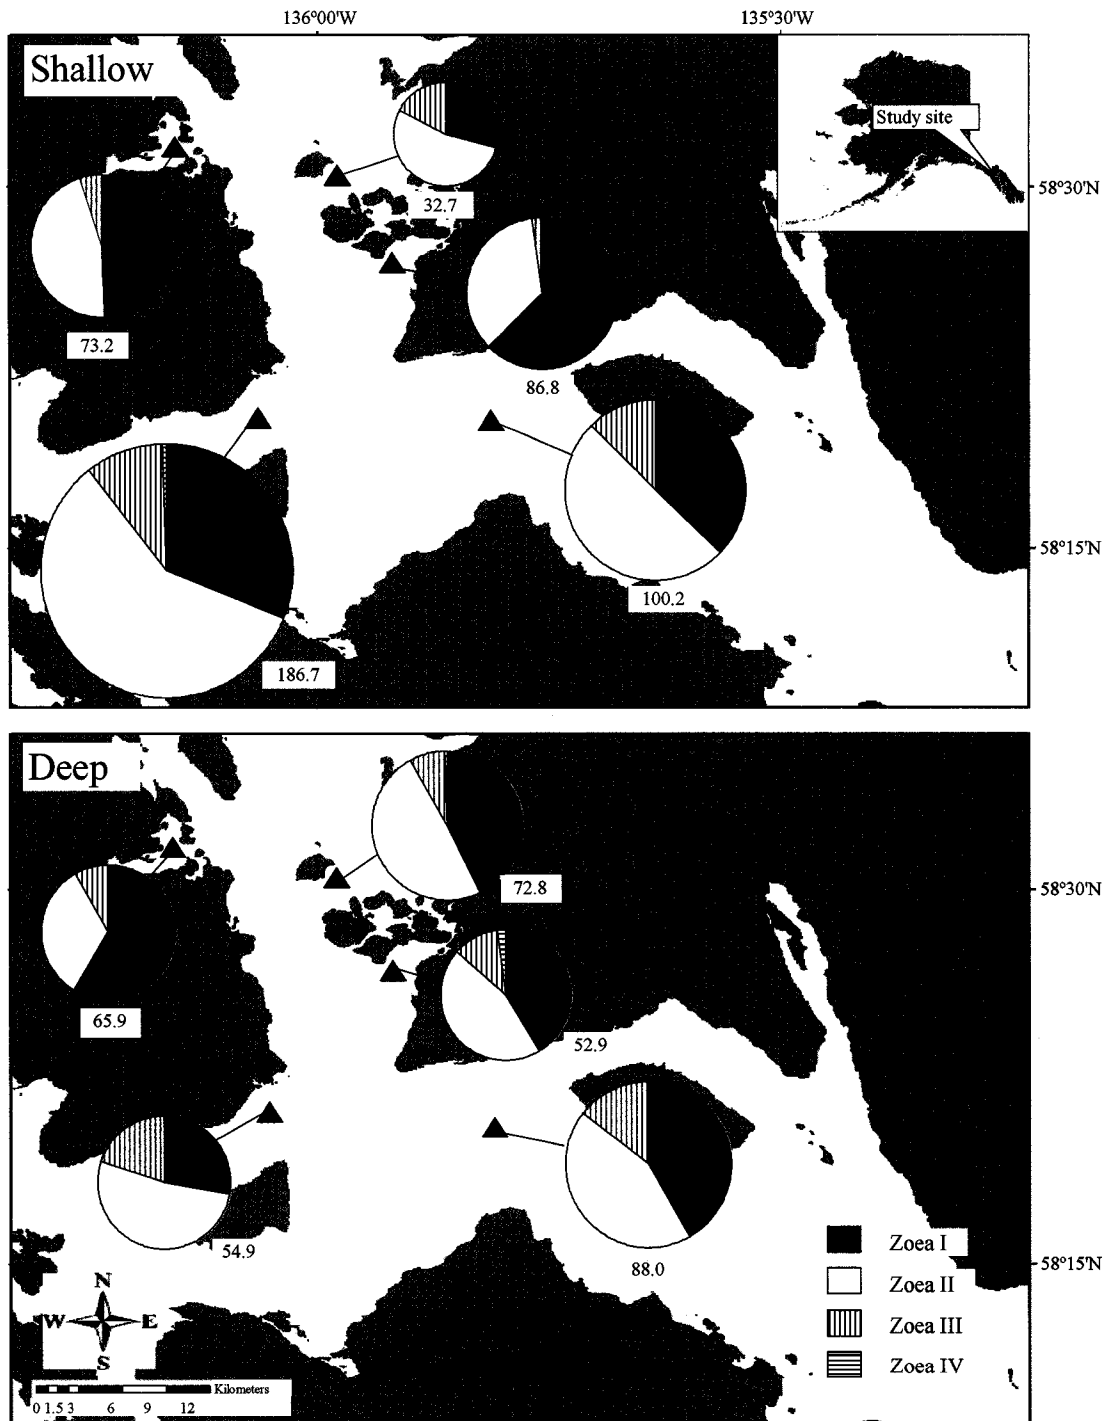 136°00'W 135°30'W
Shallow
Study site
58°30'N
32.7
73.2
86.8
58°15'N
100.2
186.7
Deep
72.8
58°30'N
65.9
52.9
54.9
88.0
58°15'N
Zoea I
Zoea II
Zoea III
Zoea IV
N
W E
S
Kilometers
0 1.5 3 6 9 12